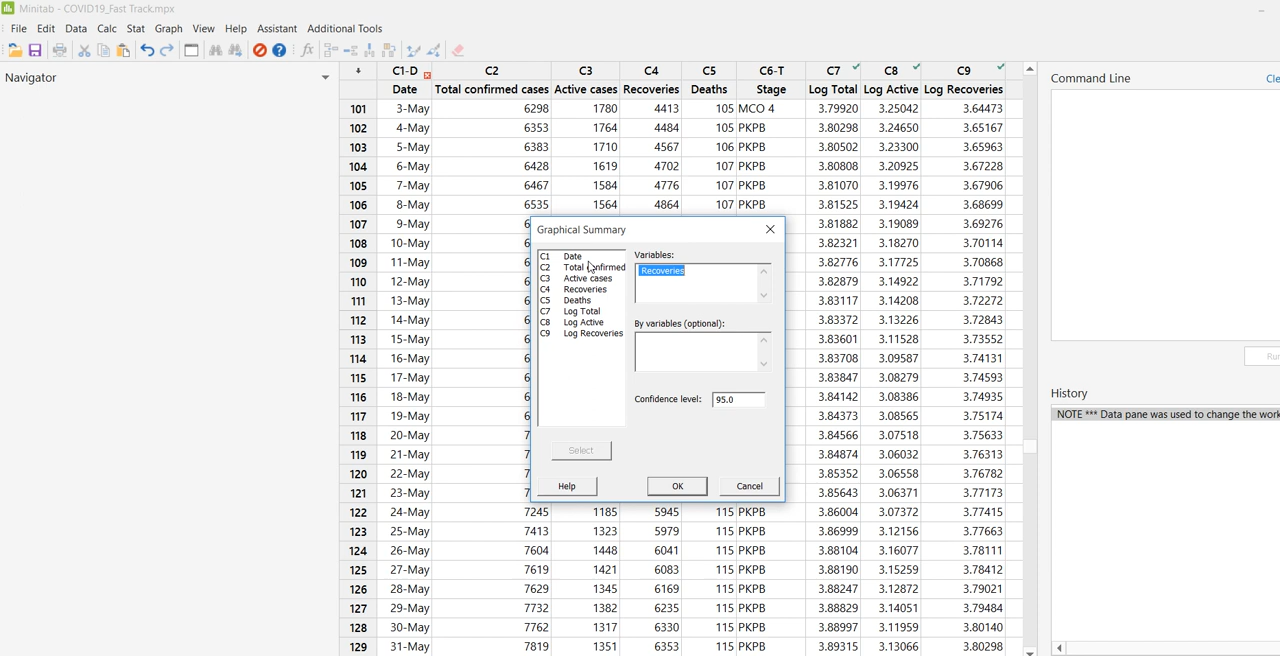 Minitab - COVID19_Fast Track.mpx
File Edit Data Calc Stat Graph View Help Assistant Additional Tools
Navigator
C1-D C2 C3 C4 C5 C6-T C7 C8 C9
Date Total confirmed cases Active cases Recoveries Deaths Stage Log Total Log Active Log Recoveries
101 3-May 6298 1780 4413 105 MCO 4 3.79920 3.25042 3.64473
102 4-May 6353 1764 4484 105 PKPB 3.80298 3.24650 3.65167
103 5-May 6383 1710 4567 106 PKPB 3.80502 3.23300 3.65963
104 6-May 6428 1619 4702 107 PKPB 3.80808 3.20925 3.67228
105 7-May 6467 1584 4776 107 PKPB 3.81070 3.19976 3.67906
106 8-May 6535 1564 4864 107 PKPB 3.81525 3.19424 3.68699
107 9-May 6 3.81882 3.19089 3.69276
108 10-May 6 3.82321 3.18270 3.70114
109 11-May 6 3.82776 3.17725 3.70868
110 12-May 6 3.82879 3.14922 3.71792
111 13-May 6 3.83117 3.14208 3.72272
112 14-May 6 3.83372 3.13226 3.72843
113 15-May 6 3.83601 3.11528 3.73552
114 16-May 6 3.83708 3.09587 3.74131
115 17-May 6 3.83847 3.08279 3.74593
116 18-May 6 3.84142 3.08386 3.74935
117 19-May 6 3.84373 3.08565 3.75174
118 20-May 7 3.84566 3.07518 3.75633
119 21-May 7 3.84874 3.06032 3.76313
120 22-May 7 3.85352 3.06558 3.76782
121 23-May 7 3.85643 3.06371 3.77173
122 24-May 7245 1185 5945 115 PKPB 3.86004 3.07372 3.77415
123 25-May 7413 1323 5979 115 PKPB 3.86999 3.12156 3.77663
124 26-May 7604 1448 6041 115 PKPB 3.88104 3.16077 3.78111
125 27-May 7619 1421 6083 115 PKPB 3.88190 3.15259 3.78412
126 28-May 7629 1345 6169 115 PKPB 3.88247 3.12872 3.79021
127 29-May 7732 1382 6235 115 PKPB 3.88829 3.14051 3.79484
128 30-May 7762 1317 6330 115 PKPB 3.88997 3.11959 3.80140
129 31-May 7819 1351 6353 115 PKPB 3.89315 3.13066 3.80298
Graphical Summary
C1 Date
C2 Total confirmed
C3 Active cases
C4 Recoveries
C5 Deaths
C7 Log Total
C8 Log Active
C9 Log Recoveries
Variables:
Recoveries
By variables (optional):
Confidence level: 95.0
Select
Help OK Cancel
Command Line Cle
Run
History
NOTE *** Data pane was used to change the work